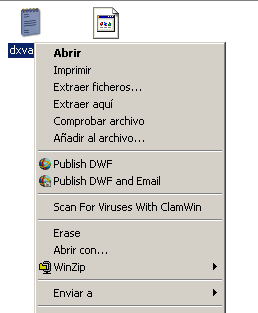 dxva
Abrir
Imprimir
Extraer ficheros...
Extraer aquí
Comprobar archivo
Añadir al archivo...
Publish DWF
Publish DWF and Email
Scan For Viruses With ClamWin
Erase
Abrir con...
WinZip
Enviar a